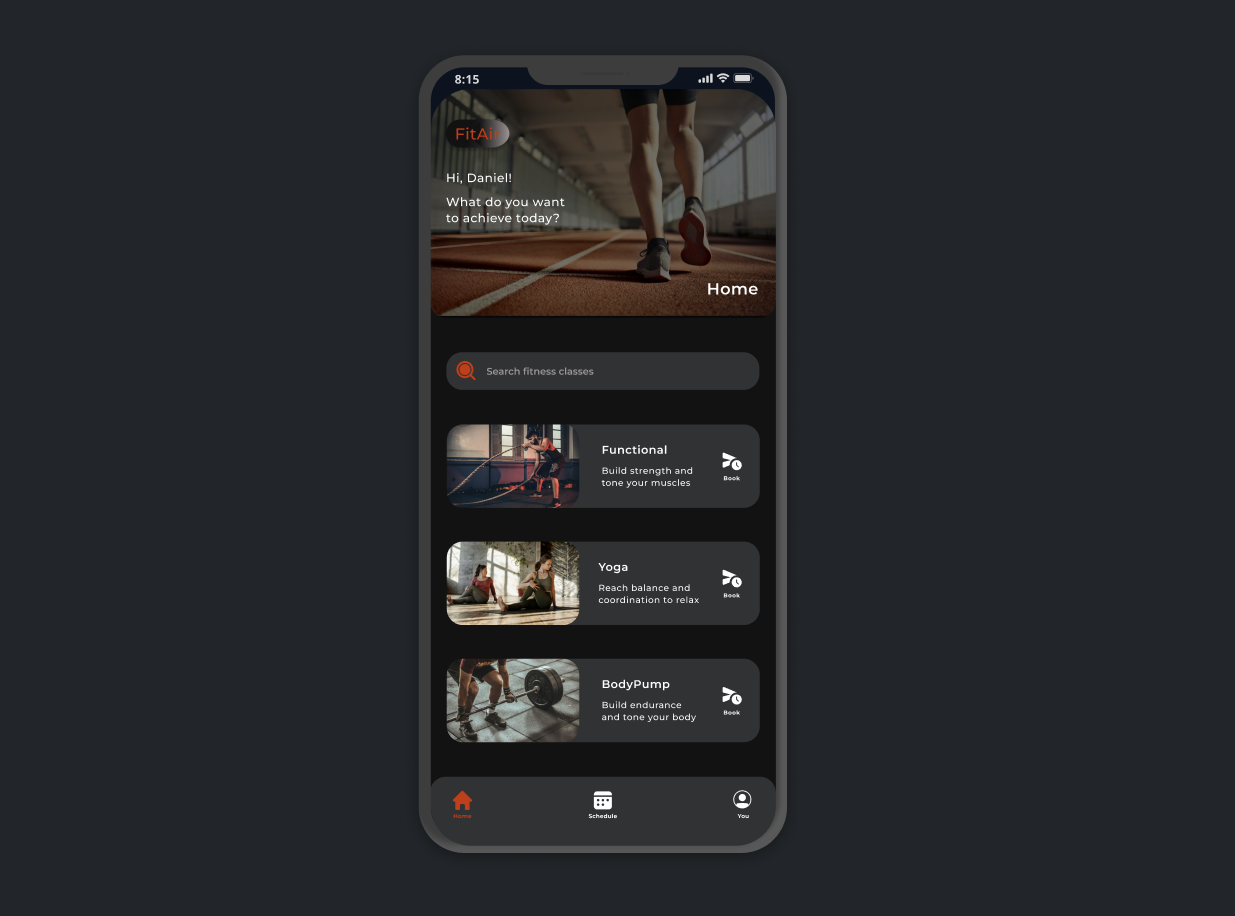 8:15
FitAir
Hi, Daniel!
What do you want
to achieve today?
Home
Search fitness classes
Functional
Build strength and
tone your muscles
Book
Yoga
Reach balance and
coordination to relax
Book
BodyPump
Build endurance
and tone your body
Book
Home
Schedule
You